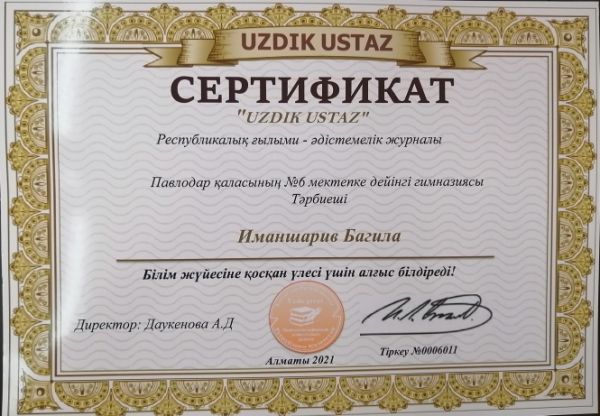 UZDIK USTAZ
СЕРТИФИКАТ
"UZDIK USTAZ"
Республикалық ғылыми - әдістемелік журналы
Павлодар қаласының №6 мектепке дейінгі гимназиясы
Тәрбиеші
Иманшарив Багила
Білім жүйесіне қосқан үлесі үшін алғыс білдіреді!
Директор: Даукенова А.Д
Тіркеу №0006011
Алматы 2021